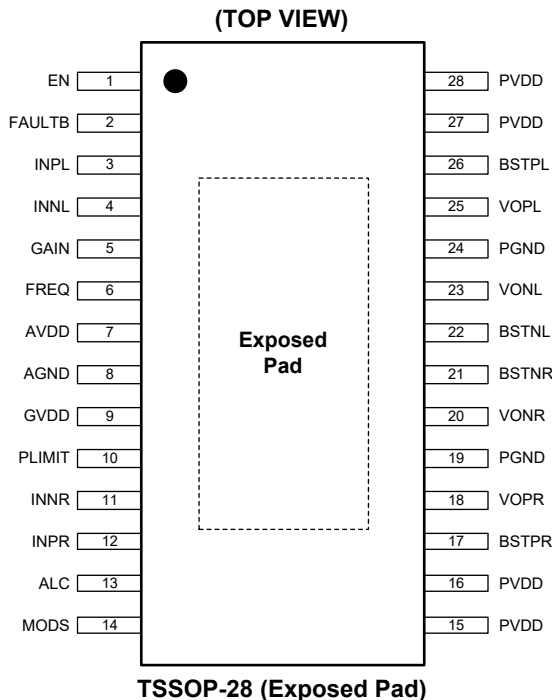 (TOP VIEW)
EN 1 28 PVDD
FAULTB 2 27 PVDD
INPL 3 26 BSTPL
INNL 4 25 VOPL
GAIN 5 24 PGND
FREQ 6 23 VONL
AVDD 7 22 BSTNL
AGND 8 21 BSTNR
GVDD 9 20 VONR
PLIMIT 10 19 PGND
INNR 11 18 VOPR
INPR 12 17 BSTPR
ALC 13 16 PVDD
MODS 14 15 PVDD
Exposed
Pad
TSSOP-28 (Exposed Pad)